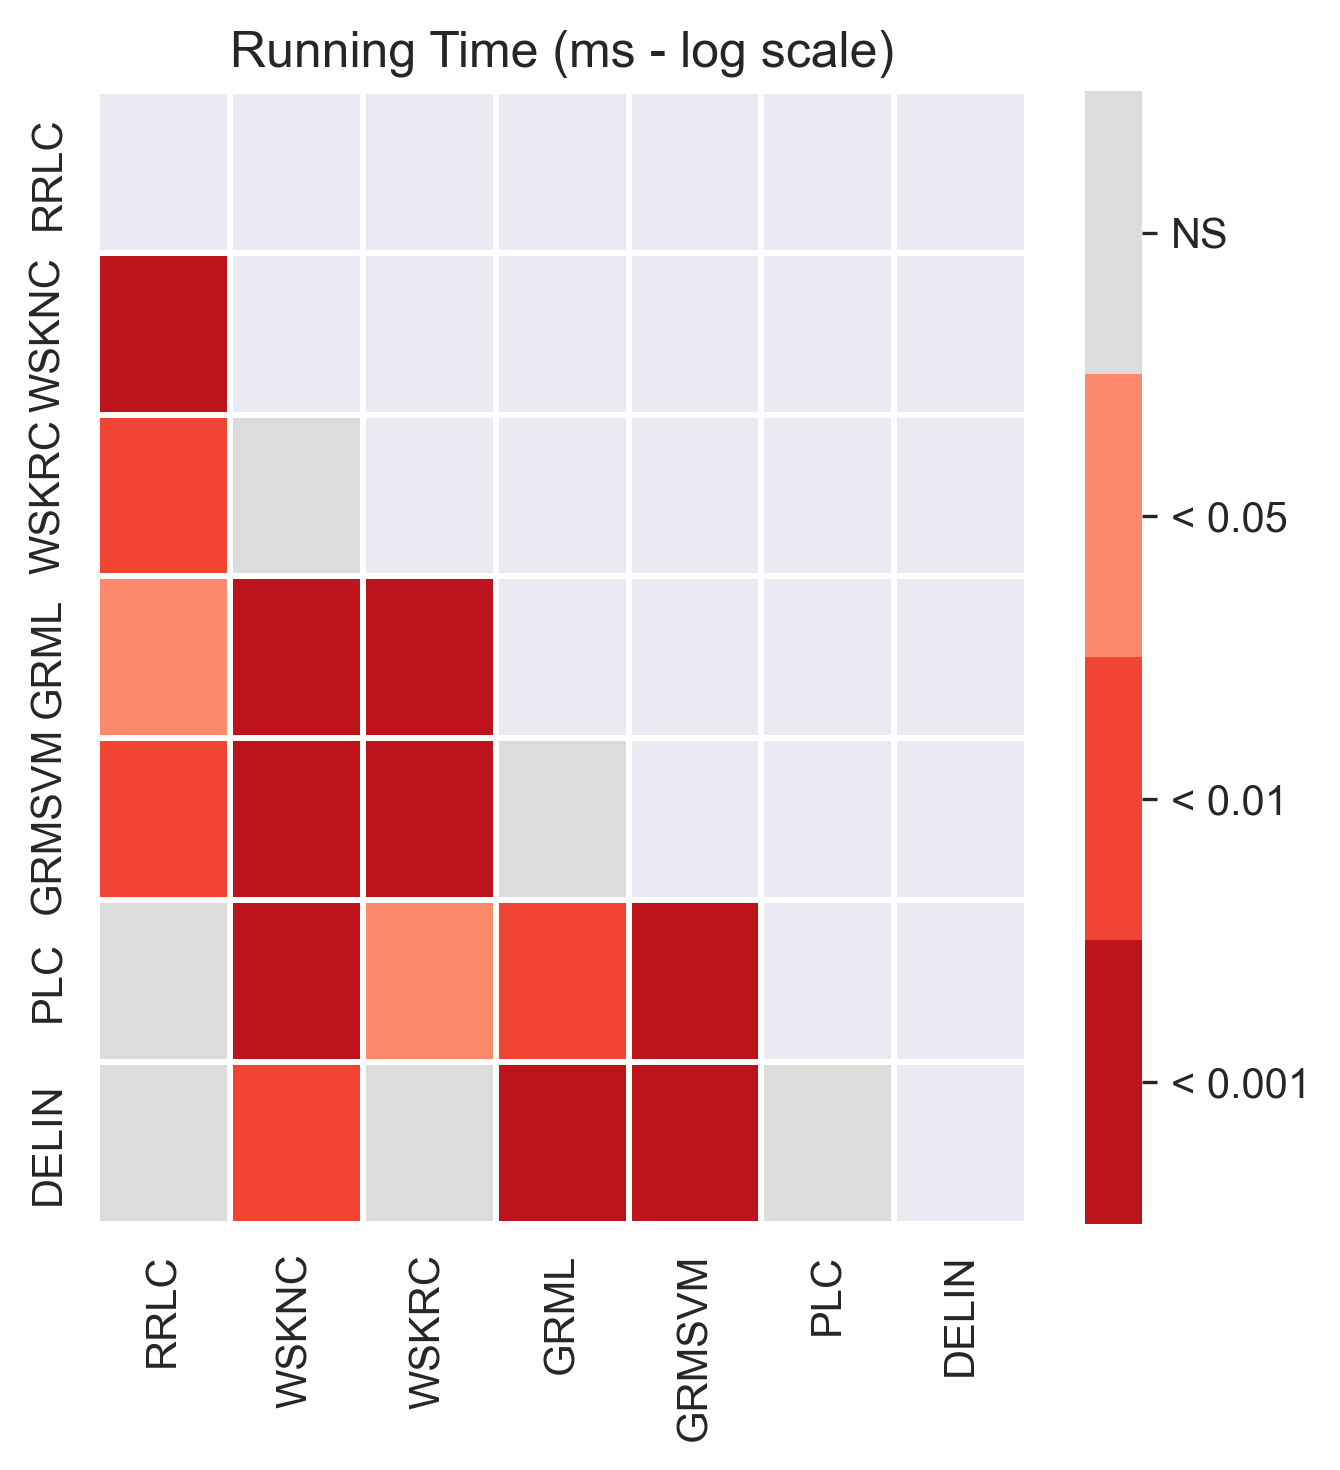 Running Time (ms - log scale)
RRLC
WSKNC
WSKRC
GRML
GRMSVM
PLC
DELIN
RRLC
WSKNC
WSKRC
GRML
GRMSVM
PLC
DELIN
NS
< 0.05
< 0.01
< 0.001